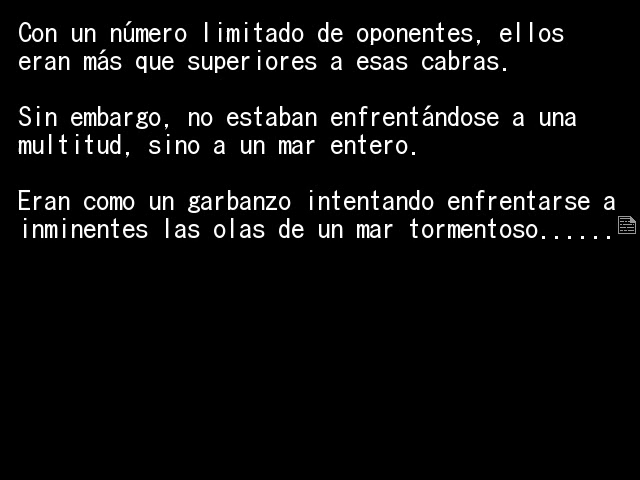 Con un número limitado de oponentes, ellos
eran más que superiores a esas cabras.
Sin embargo, no estaban enfrentándose a una
multitud, sino a un mar entero.
Eran como un garbanzo intentando enfrentarse a
inminentes las olas de un mar tormentoso......